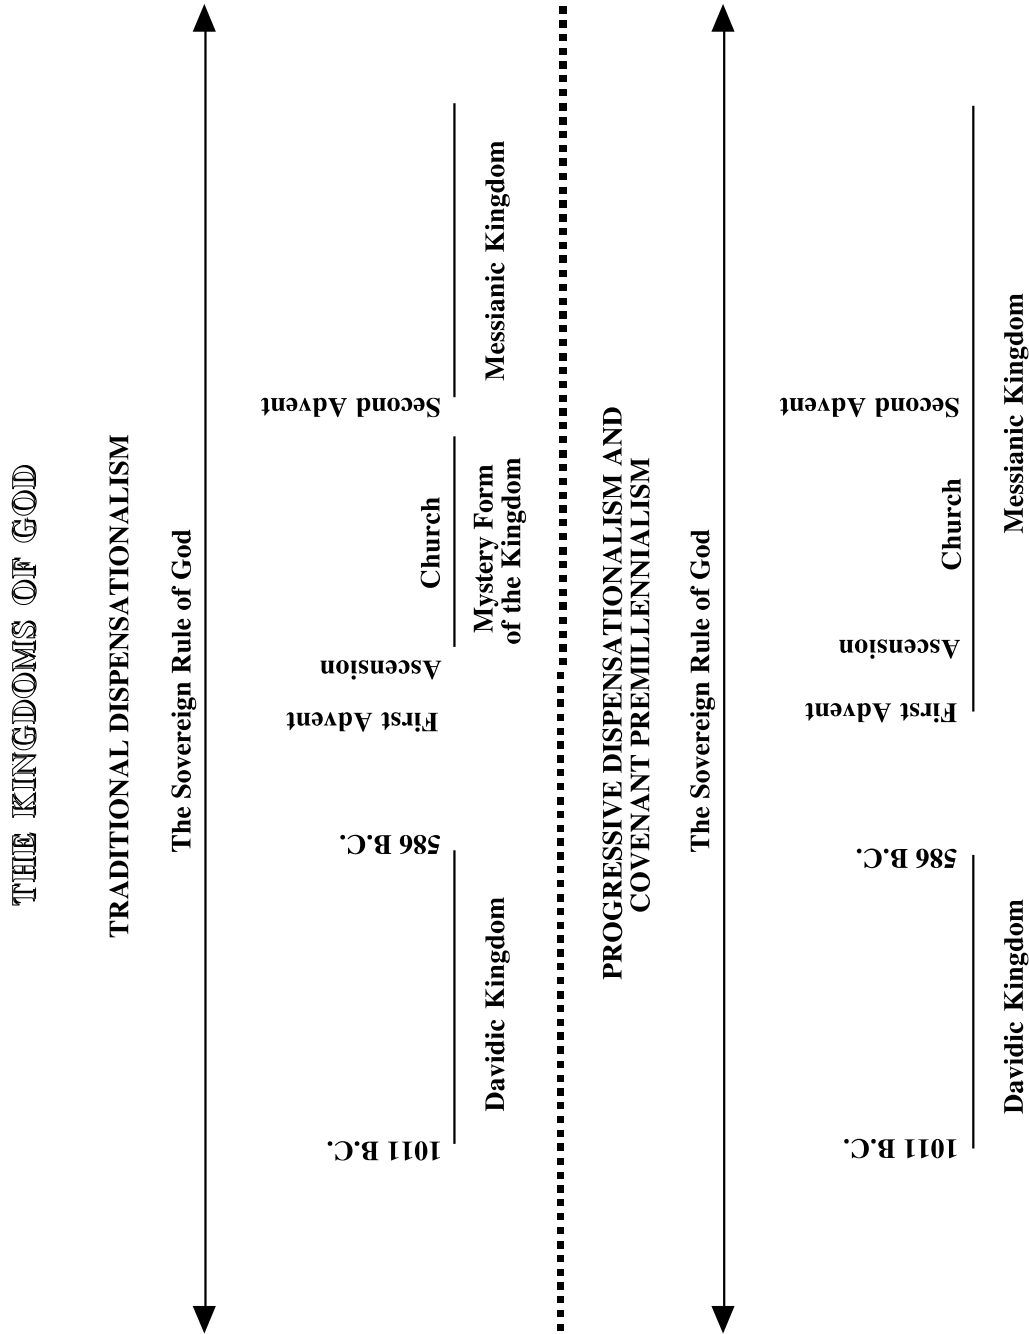 THE KINGDOMS OF GOD
TRADITIONAL DISPENSATIONALISM
The Sovereign Rule of God
1011 B.C.
586 B.C.
First Advent
Ascension
Church
Second Advent
Davidic Kingdom
Mystery Form
of the Kingdom
Messianic Kingdom
PROGRESSIVE DISPENSATIONALISM AND
COVENANT PREMILLENNIALISM
The Sovereign Rule of God
1011 B.C.
586 B.C.
First Advent
Ascension
Church
Second Advent
Davidic Kingdom
Messianic Kingdom